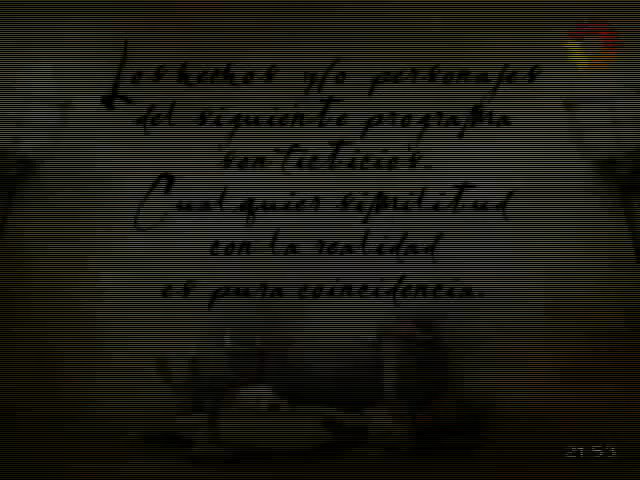 Los hechos y/o personajes
del siguiente programa
son ficticios.
Cualquier similitud
con la realidad
es pura coincidencia.
21:53